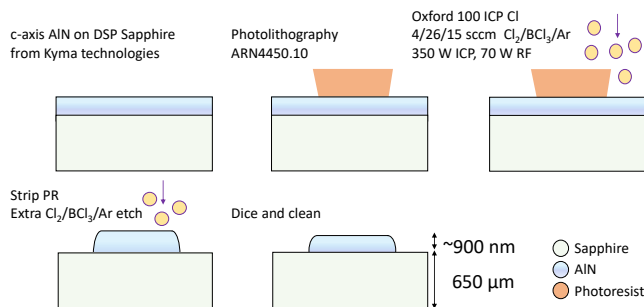 c-axis AlN on DSP Sapphire
from Kyma technologies
Photolithography
ARN4450.10
Oxford 100 ICP Cl
4/26/15 sccm Cl₂/BCl₃/Ar
350 W ICP, 70 W RF
Strip PR
Extra Cl₂/BCl₃/Ar etch
Dice and clean
~900 nm
650 μm
Sapphire
AlN
Photoresist